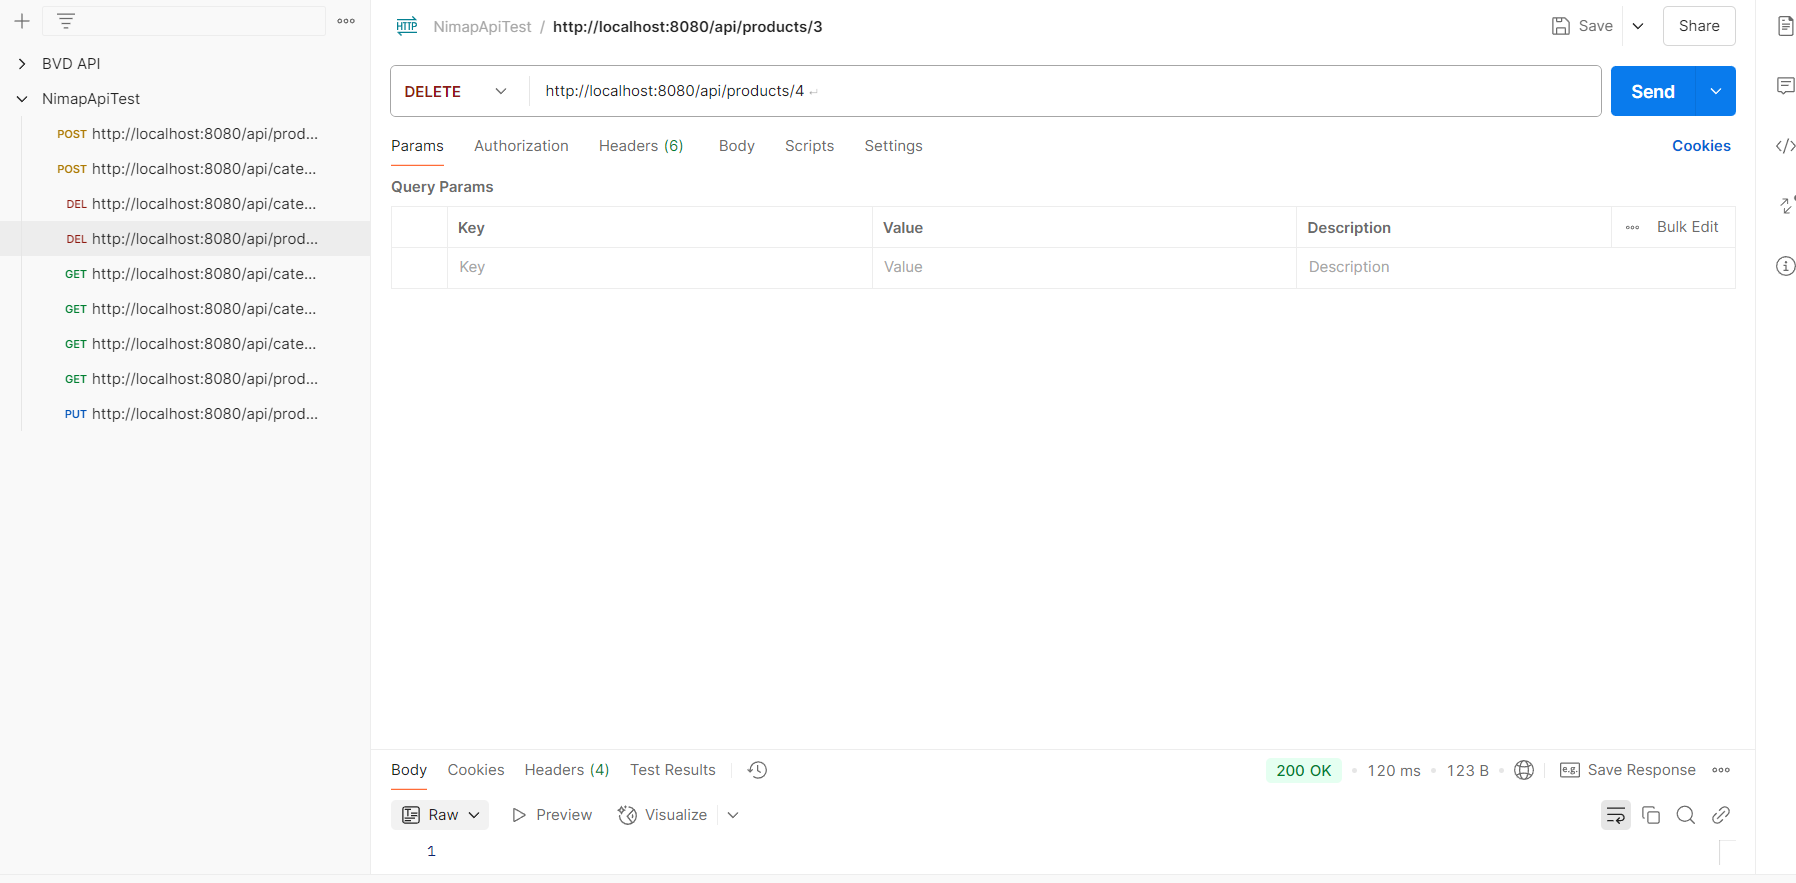 BVD API
NimapApiTest
POST http://localhost:8080/api/prod...
POST http://localhost:8080/api/cate...
DEL http://localhost:8080/api/cate...
DEL http://localhost:8080/api/prod...
GET http://localhost:8080/api/cate...
GET http://localhost:8080/api/cate...
GET http://localhost:8080/api/cate...
GET http://localhost:8080/api/prod...
PUT http://localhost:8080/api/prod...
HTTP NimapApiTest / http://localhost:8080/api/products/3 Save Share
DELETE http://localhost:8080/api/products/4 Send
Params Authorization Headers (6) Body Scripts Settings Cookies
Query Params
Key Value Description Bulk Edit
Key Value Description
Body Cookies Headers (4) Test Results 200 OK • 120 ms • 123 B • e.g. Save Response
Raw Preview Visualize
1